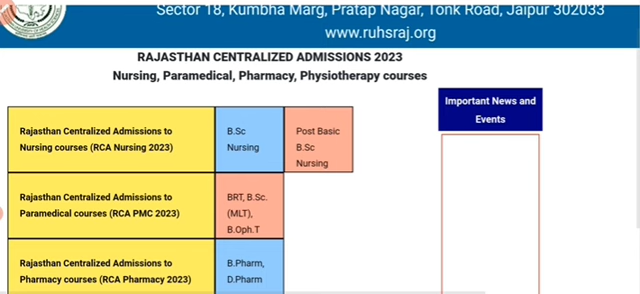 Sector 18, Kumbha Marg, Pratap Nagar, Tonk Road, Jaipur 302033
www.ruhsraj.org
RAJASTHAN CENTRALIZED ADMISSIONS 2023
Nursing, Paramedical, Pharmacy, Physiotherapy courses
Important News and
Events
Rajasthan Centralized Admissions to
Nursing courses (RCA Nursing 2023)
B.Sc
Nursing
Post Basic
B.Sc
Nursing
Rajasthan Centralized Admissions to
Paramedical courses (RCA PMC 2023)
BRT, B.Sc.
(MLT),
B.Oph.T
Rajasthan Centralized Admissions to
Pharmacy courses (RCA Pharmacy 2023)
B.Pharm,
D.Pharm